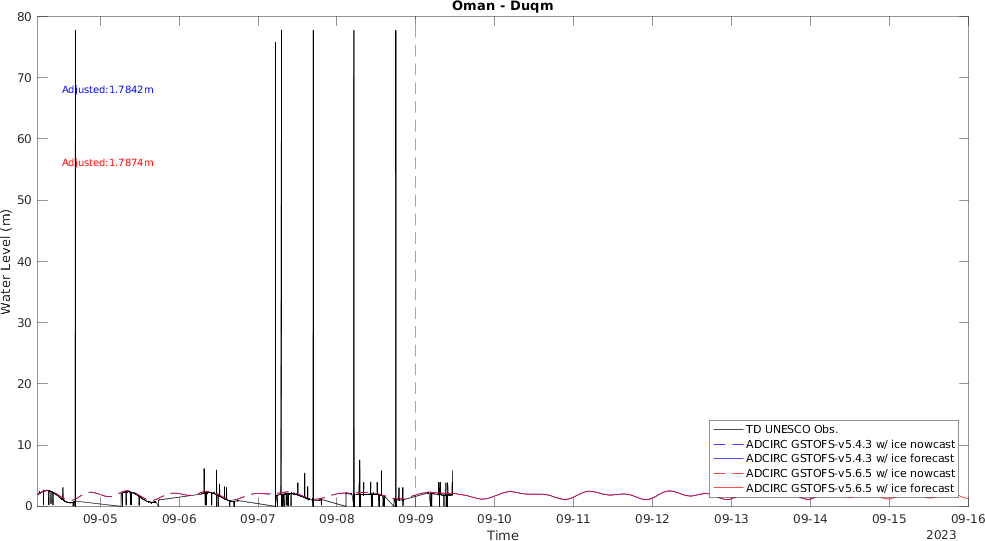 Oman - Duqm
80
70
60
50
40
30
20
10
0
Water Level (m)
Adjusted:1.7842m
Adjusted:1.7874m
TD UNESCO Obs.
ADCIRC GSTOFS-v5.4.3 w/ ice nowcast
ADCIRC GSTOFS-v5.4.3 w/ ice forecast
ADCIRC GSTOFS-v5.6.5 w/ ice nowcast
ADCIRC GSTOFS-v5.6.5 w/ ice forecast
09-05 09-06 09-07 09-08 09-09 09-10 09-11 09-12 09-13 09-14 09-15 09-16
Time
2023